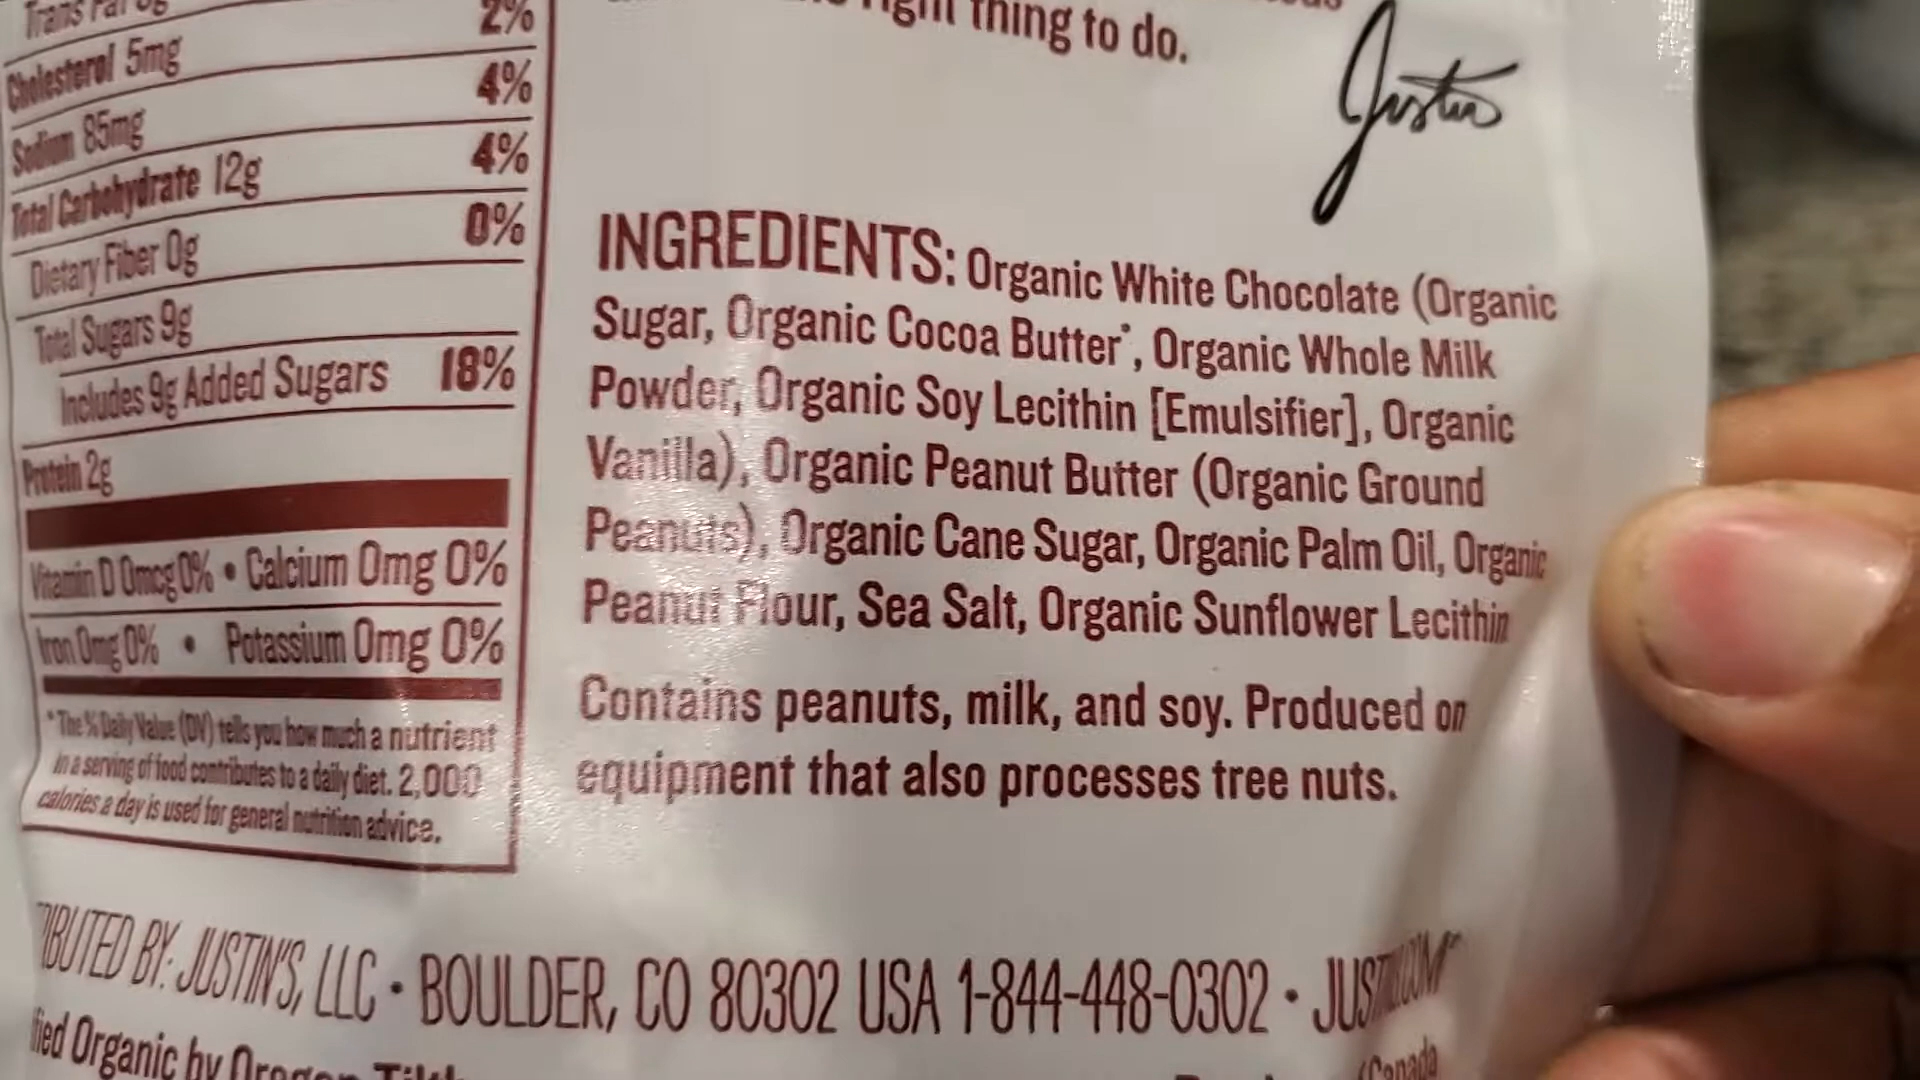 Trans Fat 0g
2%
Cholesterol 5mg
4%
Sodium 85mg
4%
Total Carbohydrate 12g
0%
Dietary Fiber 0g
Total Sugars 9g
Includes 9g Added Sugars 18%
Protein 2g
Vitamin D 0mcg 0% • Calcium 0mg 0%
Iron 0mg 0% • Potassium 0mg 0%
*The % Daily Value (DV) tells you how much a nutrient
in a serving of food contributes to a daily diet. 2,000
calories a day is used for general nutrition advice.
right thing to do.
Justin
INGREDIENTS: Organic White Chocolate (Organic
Sugar, Organic Cocoa Butter*, Organic Whole Milk
Powder, Organic Soy Lecithin [Emulsifier], Organic
Vanilla), Organic Peanut Butter (Organic Ground
Peanuts), Organic Cane Sugar, Organic Palm Oil, Organic
Peanut Flour, Sea Salt, Organic Sunflower Lecithin
Contains peanuts, milk, and soy. Produced on
equipment that also processes tree nuts.
IBUTED BY: JUSTIN'S, LLC • BOULDER, CO 80302 USA 1-844-448-0302 •
fied Organic by Oregon Tilth
(Canada